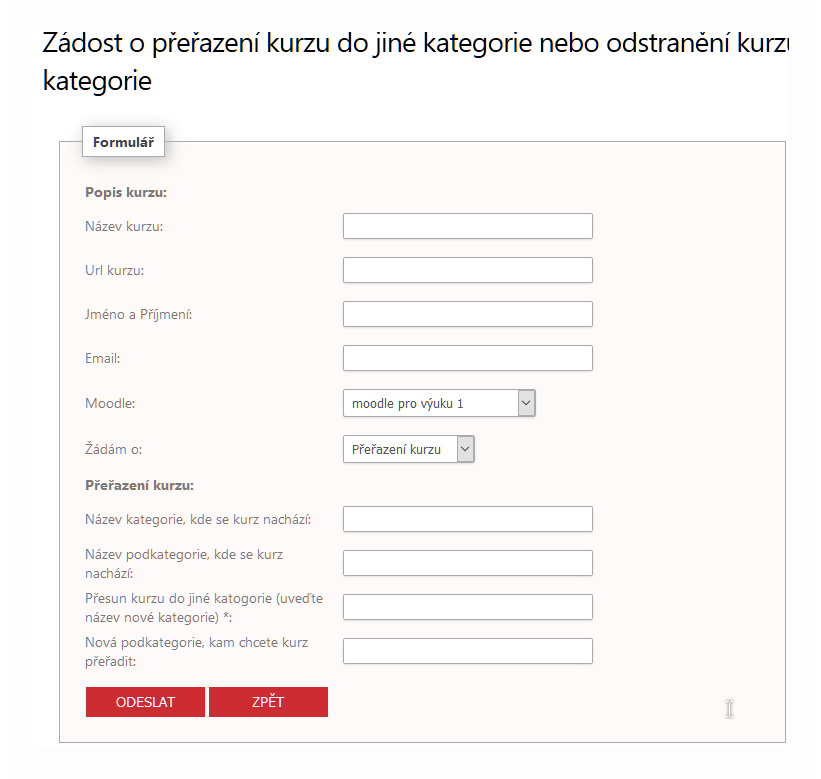 Zádost o přeřazení kurzu do jiné kategorie nebo odstranění kurzu
kategorie
Formulář
Popis kurzu:
Název kurzu:
Url kurzu:
Jméno a Příjmení:
Email:
Moodle:
moodle pro výuku 1
Žádám o:
Přeřazení kurzu
Přeřazení kurzu:
Název kategorie, kde se kurz nachází:
Název podkategorie, kde se kurz
nachází:
Přesun kurzu do jiné katogorie (uveďte
název nové kategorie) *:
Nová podkategorie, kam chcete kurz
přeřadit:
ODESLAT
ZPĚT